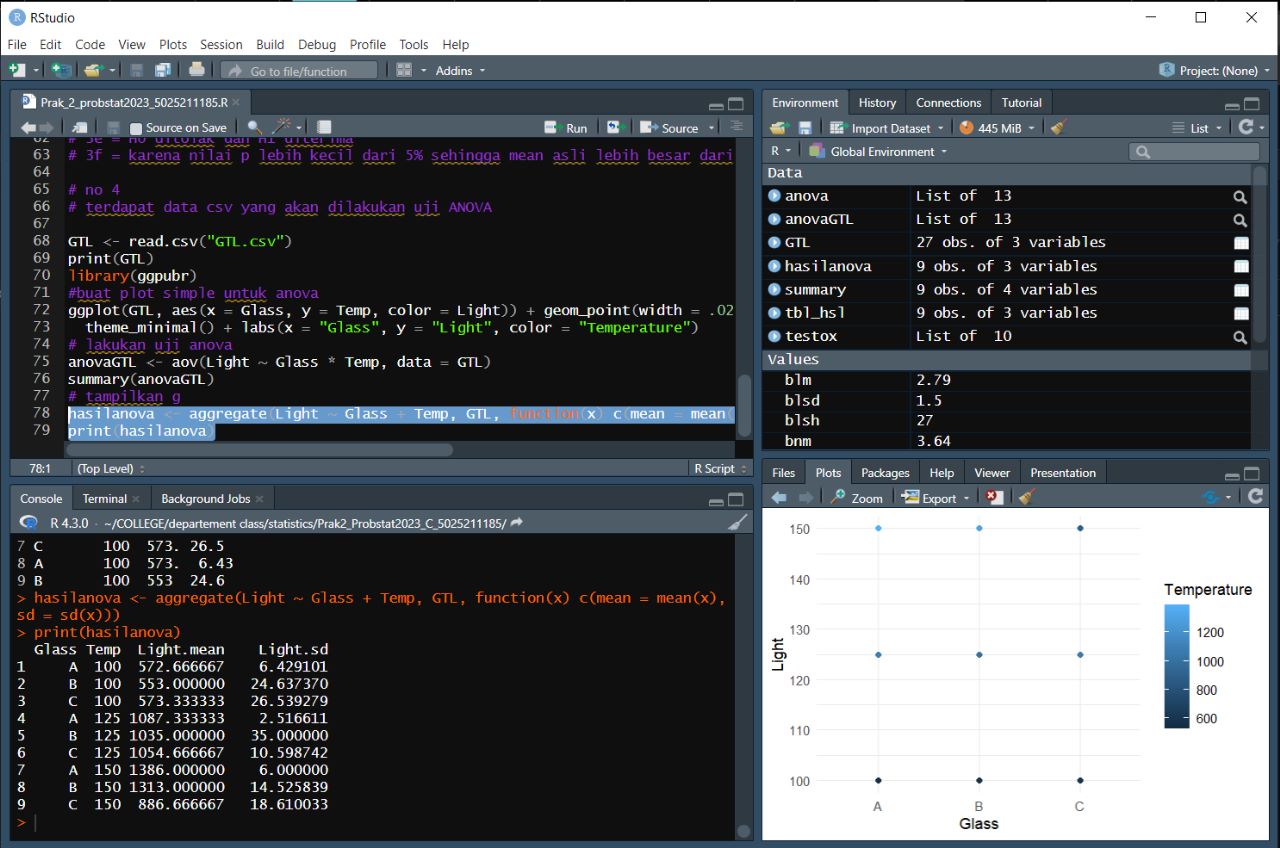 RStudio
File Edit Code View Plots Session Build Debug Profile Tools Help
Go to file/function Addins Project: (None)
Prak_2_probstat2023_5025211185.R
Source on Save Run Source
62 # 3e = H0 ditolak dan H1 diterima
63 # 3f = karena nilai p lebih kecil dari 5% sehingga mean asli lebih besar dari
64
65 # no 4
66 # terdapat data csv yang akan dilakukan uji ANOVA
67
68 GTL <- read.csv("GTL.csv")
69 print(GTL)
70 library(ggpubr)
71 #buat plot simple untuk anova
72 ggplot(GTL, aes(x = Glass, y = Temp, color = Light)) + geom_point(width = .02
73 theme_minimal() + labs(x = "Glass", y = "Light", color = "Temperature")
74 # lakukan uji anova
75 anovaGTL <- aov(Light ~ Glass * Temp, data = GTL)
76 summary(anovaGTL)
77 # tampilkan g
78 hasilanova <- aggregate(Light ~ Glass + Temp, GTL, function(x) c(mean = mean(
79 print(hasilanova)
78:1 (Top Level) R Script
Console Terminal Background Jobs
R 4.3.0 · ~/COLLEGE/departement class/statistics/Prak2_Probstat2023_C_5025211185/
7 C 100 573. 26.5
8 A 100 573. 6.43
9 B 100 553 24.6
> hasilanova <- aggregate(Light ~ Glass + Temp, GTL, function(x) c(mean = mean(x),
sd = sd(x)))
> print(hasilanova)
Glass Temp Light.mean Light.sd
1 A 100 572.666667 6.429101
2 B 100 553.000000 24.637370
3 C 100 573.333333 26.539279
4 A 125 1087.333333 2.516611
5 B 125 1035.000000 35.000000
6 C 125 1054.666667 10.598742
7 A 150 1386.000000 6.000000
8 B 150 1313.000000 14.525839
9 C 150 886.666667 18.610033
>
Environment History Connections Tutorial
Import Dataset 445 MiB List
R Global Environment
Data
anova List of 13
anovaGTL List of 13
GTL 27 obs. of 3 variables
hasilanova 9 obs. of 3 variables
summary 9 obs. of 4 variables
tbl_hsl 9 obs. of 3 variables
testox List of 10
Values
blm 2.79
blsd 1.5
blsh 27
bnm 3.64
Files Plots Packages Help Viewer Presentation
Zoom Export
150
140
130
120
110
100
Light
A B C
Glass
Temperature
1200
1000
800
600